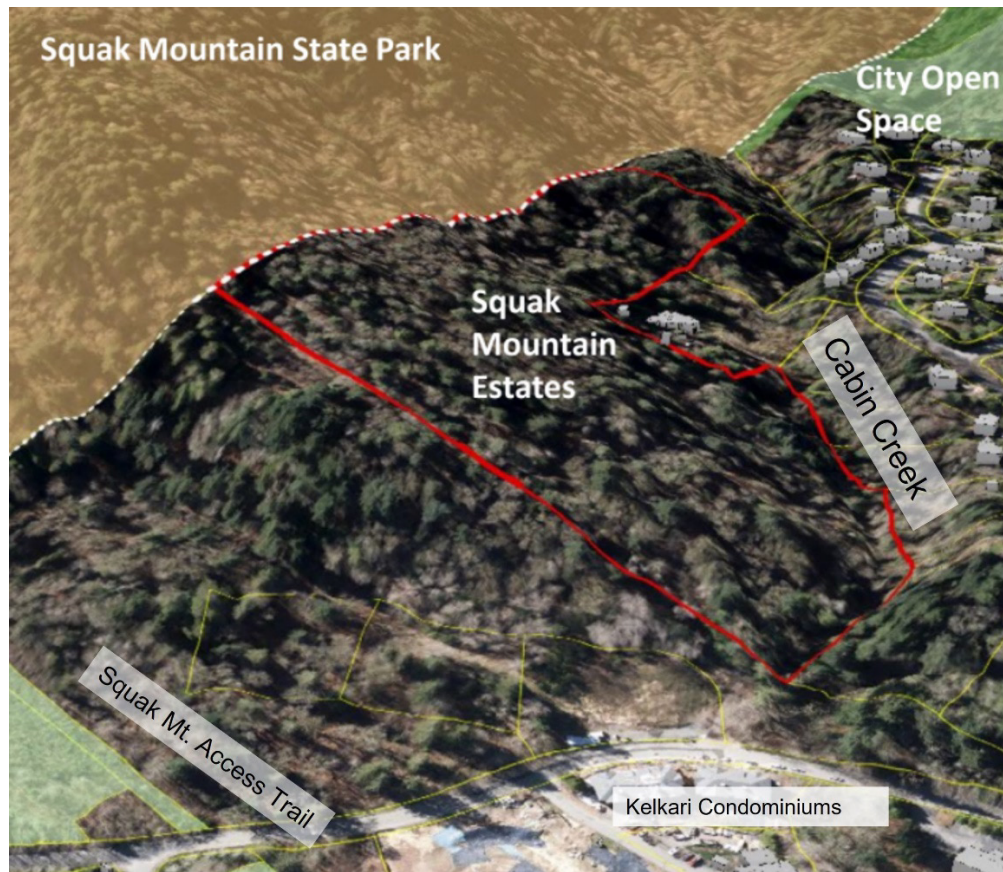 Squak Mountain State Park
City Open
Space
Squak
Mountain
Estates
Cabin Creek
Squak Mt. Access Trail
Kelkari Condominiums